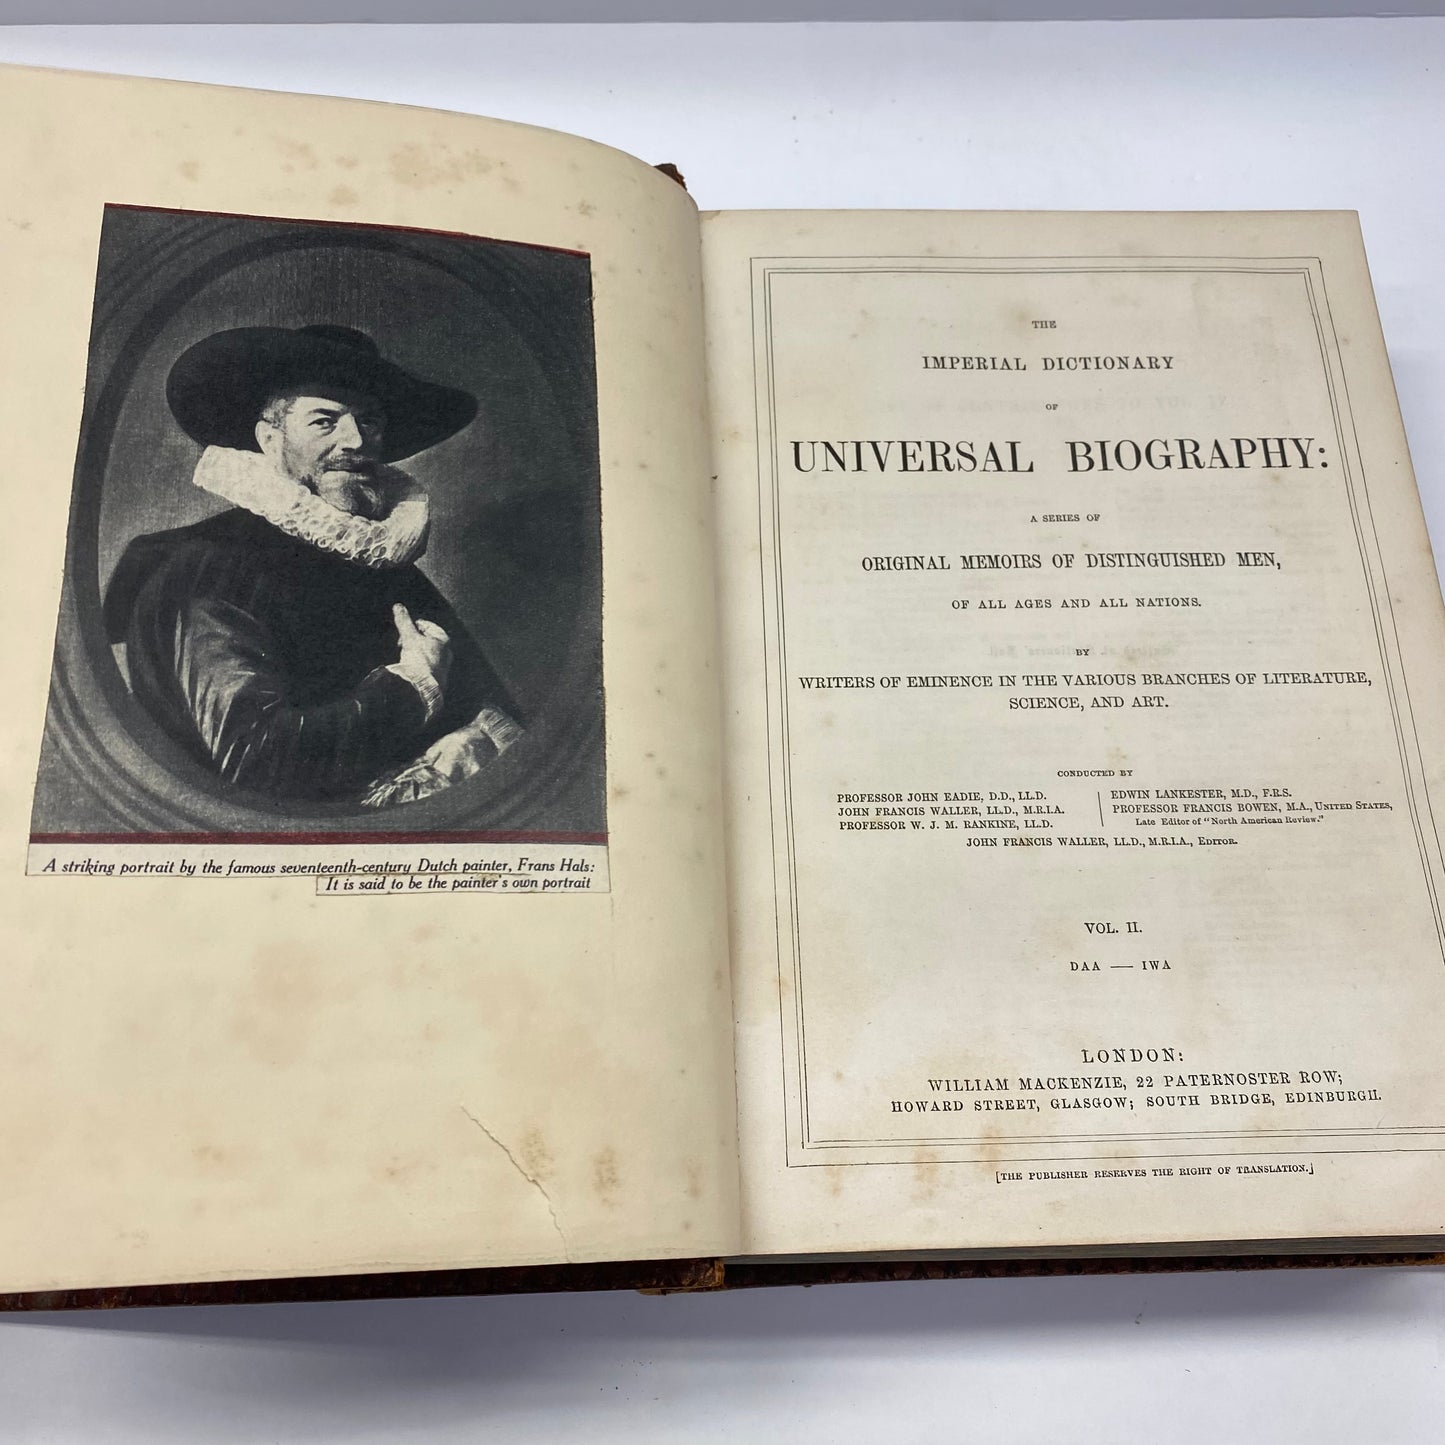 A striking portrait by the famous seventeenth-century Dutch painter, Frans Hals:
It is said to be the painter's own portrait
THE
IMPERIAL DICTIONARY
OF
UNIVERSAL BIOGRAPHY:
A SERIES OF
ORIGINAL MEMOIRS OF DISTINGUISHED MEN,
OF ALL AGES AND ALL NATIONS.
BY
WRITERS OF EMINENCE IN THE VARIOUS BRANCHES OF LITERATURE,
SCIENCE, AND ART.
CONDUCTED BY
PROFESSOR JOHN EADIE, D.D., LL.D.
JOHN FRANCIS WALLER, LL.D., M.R.I.A.
PROFESSOR W. J. M. RANKINE, LL.D.
EDWIN LANKESTER, M.D., F.R.S.
PROFESSOR FRANCIS BOWEN, M.A., UNITED STATES,
Late Editor of "North American Review."
JOHN FRANCIS WALLER, LL.D., M.R.I.A., EDITOR.
VOL. II.
DAA — IWA
LONDON:
WILLIAM MACKENZIE, 22 PATERNOSTER ROW;
HOWARD STREET, GLASGOW; SOUTH BRIDGE, EDINBURGH.
[THE PUBLISHER RESERVES THE RIGHT OF TRANSLATION.]